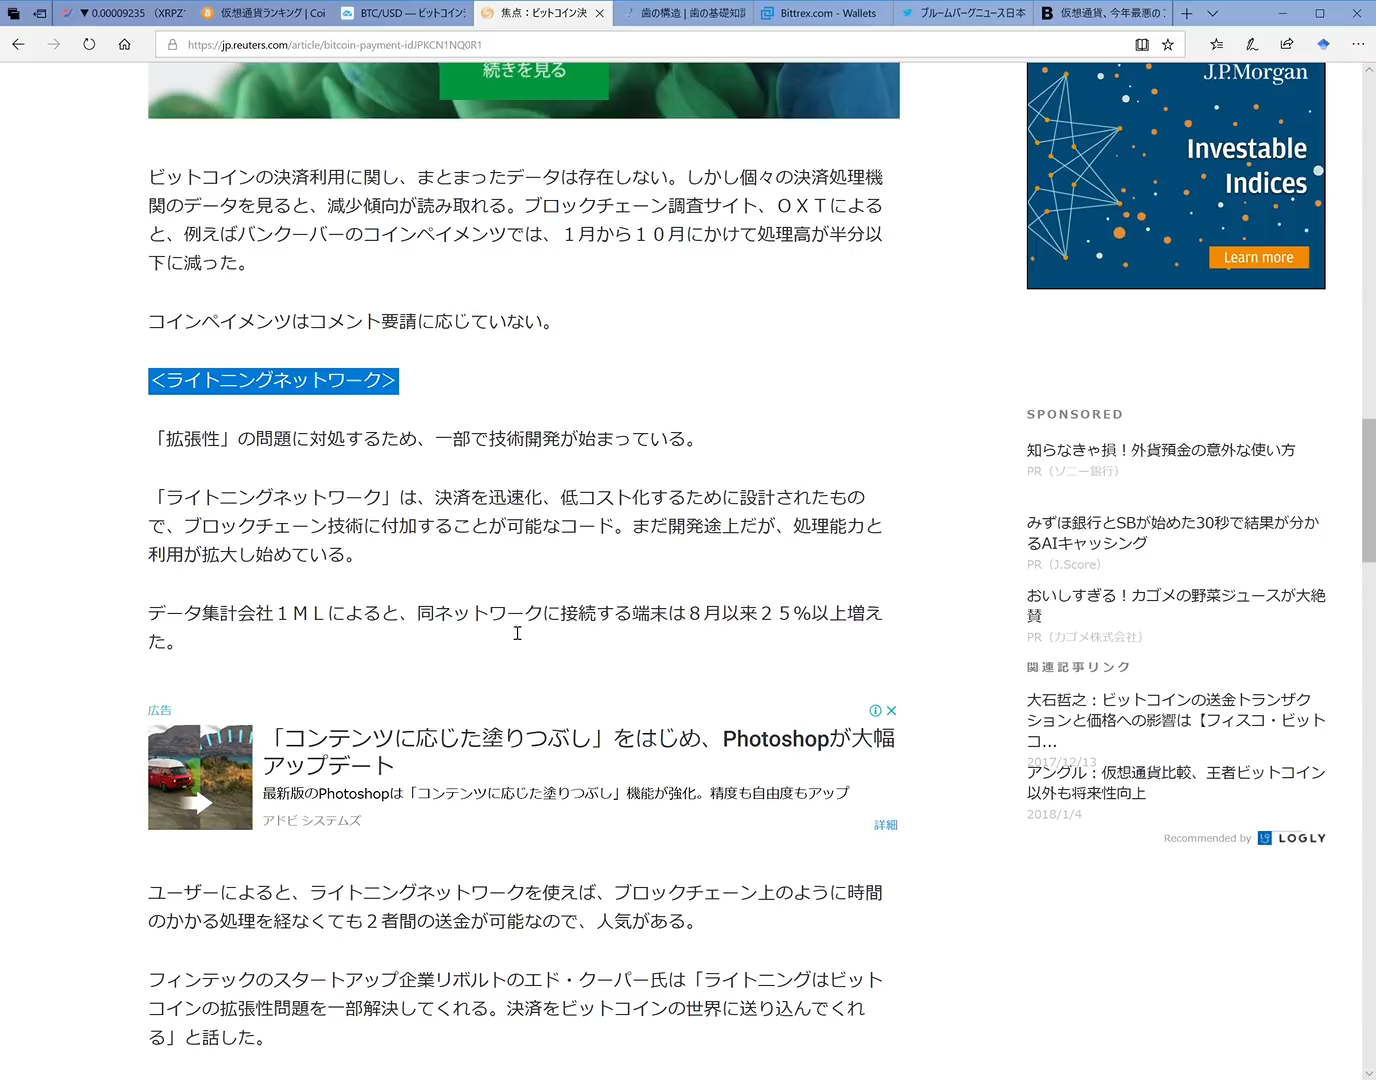 ▼ 0.00009235 （XRPZ
仮想通貨ランキング | Coi
BTC/USD — ビットコイン
焦点：ビットコイン決
歯の構造 | 歯の基礎知識
Bittrex.com - Wallets
ブルームバーグニュース日本
仮想通貨、今年最悪の
https://jp.reuters.com/article/bitcoin-payment-idJPKCN1NQ0R1
続きを見る
ビットコインの決済利用に関し、まとまったデータは存在しない。しかし個々の決済処理機
関のデータを見ると、減少傾向が読み取れる。ブロックチェーン調査サイト、ＯＸＴによる
と、例えばバンクーバーのコインペイメンツでは、１月から１０月にかけて処理高が半分以
下に減った。
コインペイメンツはコメント要請に応じていない。
＜ライトニングネットワーク＞
「拡張性」の問題に対処するため、一部で技術開発が始まっている。
「ライトニングネットワーク」は、決済を迅速化、低コスト化するために設計されたもの
で、ブロックチェーン技術に付加することが可能なコード。まだ開発途上だが、処理能力と
利用が拡大し始めている。
データ集計会社１ＭＬによると、同ネットワークに接続する端末は８月以来２５％以上増え
た。
広告
「コンテンツに応じた塗りつぶし」をはじめ、Photoshopが大幅
アップデート
最新版のPhotoshopは「コンテンツに応じた塗りつぶし」機能が強化。精度も自由度もアップ
アドビ システムズ
詳細
ユーザーによると、ライトニングネットワークを使えば、ブロックチェーン上のように時間
のかかる処理を経なくても２者間の送金が可能なので、人気がある。
フィンテックのスタートアップ企業リボルトのエド・クーパー氏は「ライトニングはビット
コインの拡張性問題を一部解決してくれる。決済をビットコインの世界に送り込んでくれ
る」と話した。
J.P.Morgan
Investable
Indices
Learn more
SPONSORED
知らなきゃ損！外貨預金の意外な使い方
PR（ソニー銀行）
みずほ銀行とSBが始めた30秒で結果が分か
るAIキャッシング
PR（J.Score）
おいしすぎる！カゴメの野菜ジュースが大絶
賛
PR（カゴメ株式会社）
関連記事リンク
大石哲之：ビットコインの送金トランザク
ションと価格への影響は【フィスコ・ビット
コ...
2017/12/13
アングル：仮想通貨比較、王者ビットコイン
以外も将来性向上
2018/1/4
Recommended by LOGLY